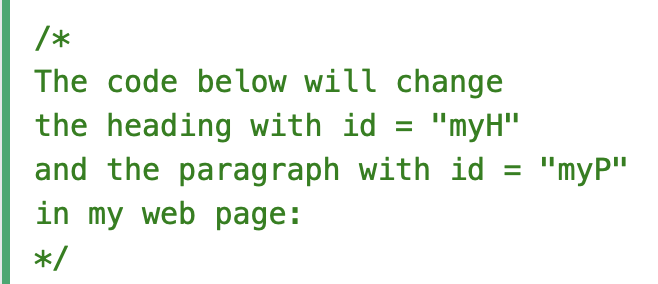 /*
The code below will change
the heading with id = "myH"
and the paragraph with id = "myP"
in my web page:
*/